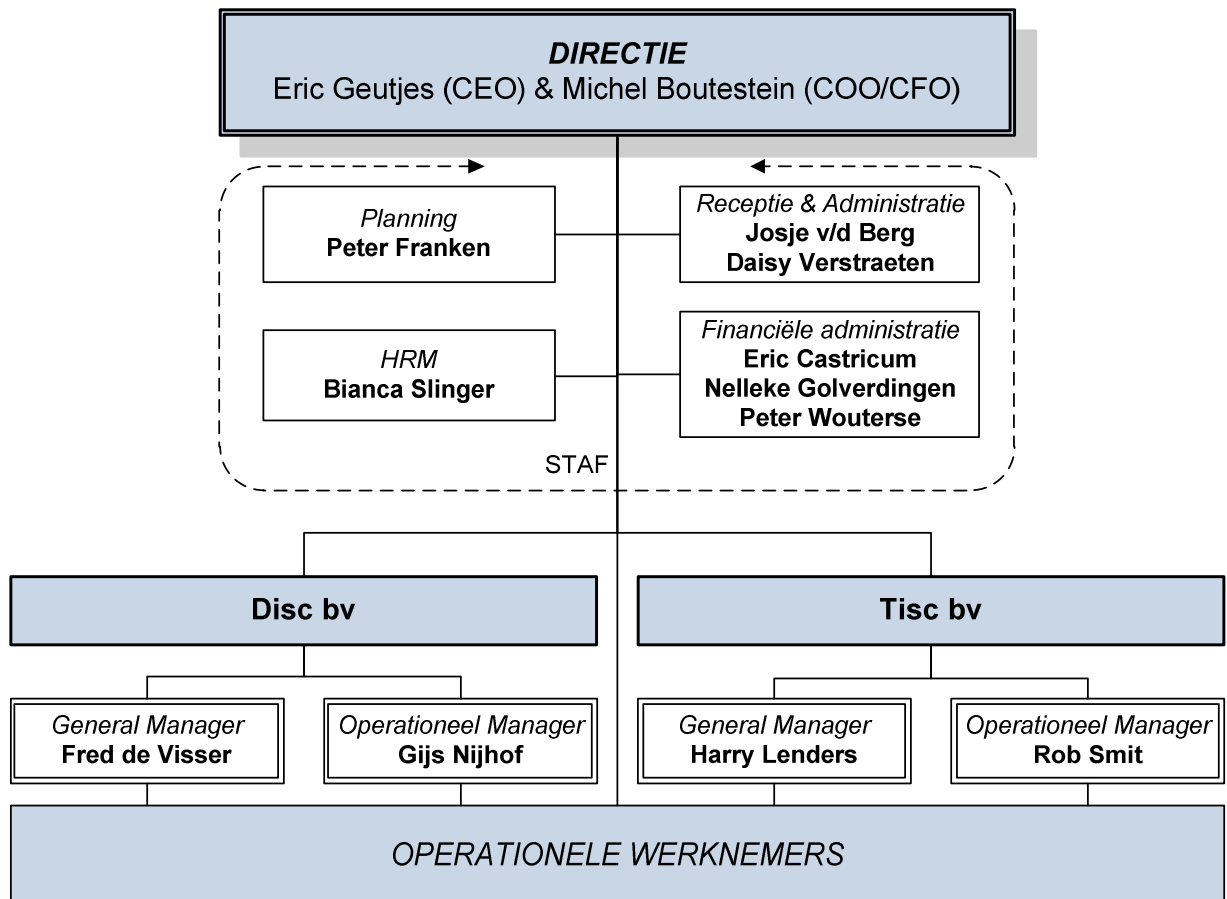 DIRECTIE
Eric Geutjes (CEO) & Michel Boutestein (COO/CFO)
Planning
Peter Franken
Receptie & Administratie
Josje v/d Berg
Daisy Verstraeten
HRM
Bianca Slinger
Financiële administratie
Eric Castricum
Nelleke Golverdingen
Peter Wouterse
STAF
Disc bv
Tisc bv
General Manager
Fred de Visser
Operationeel Manager
Gijs Nijhof
General Manager
Harry Lenders
Operationeel Manager
Rob Smit
OPERATIONELE WERKNEMERS